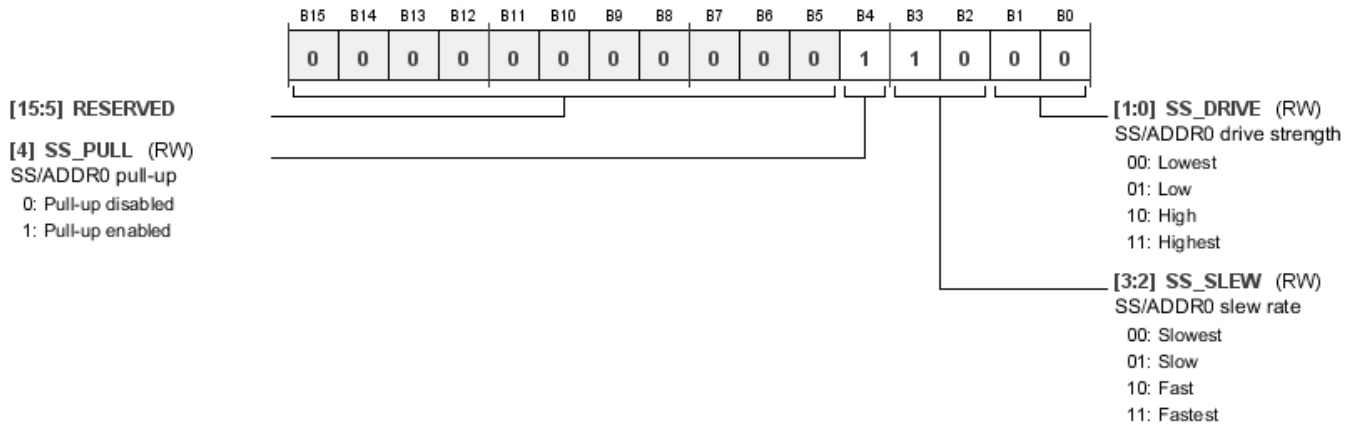 B15 B14 B13 B12 B11 B10 B9 B8 B7 B6 B5 B4 B3 B2 B1 B0
0 0 0 0 0 0 0 0 0 0 0 1 1 0 0 0
[15:5] RESERVED
[4] SS_PULL (RW)
SS/ADDR0 pull-up
0: Pull-up disabled
1: Pull-up enabled
[1:0] SS_DRIVE (RW)
SS/ADDR0 drive strength
00: Lowest
01: Low
10: High
11: Highest
[3:2] SS_SLEW (RW)
SS/ADDR0 slew rate
00: Slowest
01: Slow
10: Fast
11: Fastest